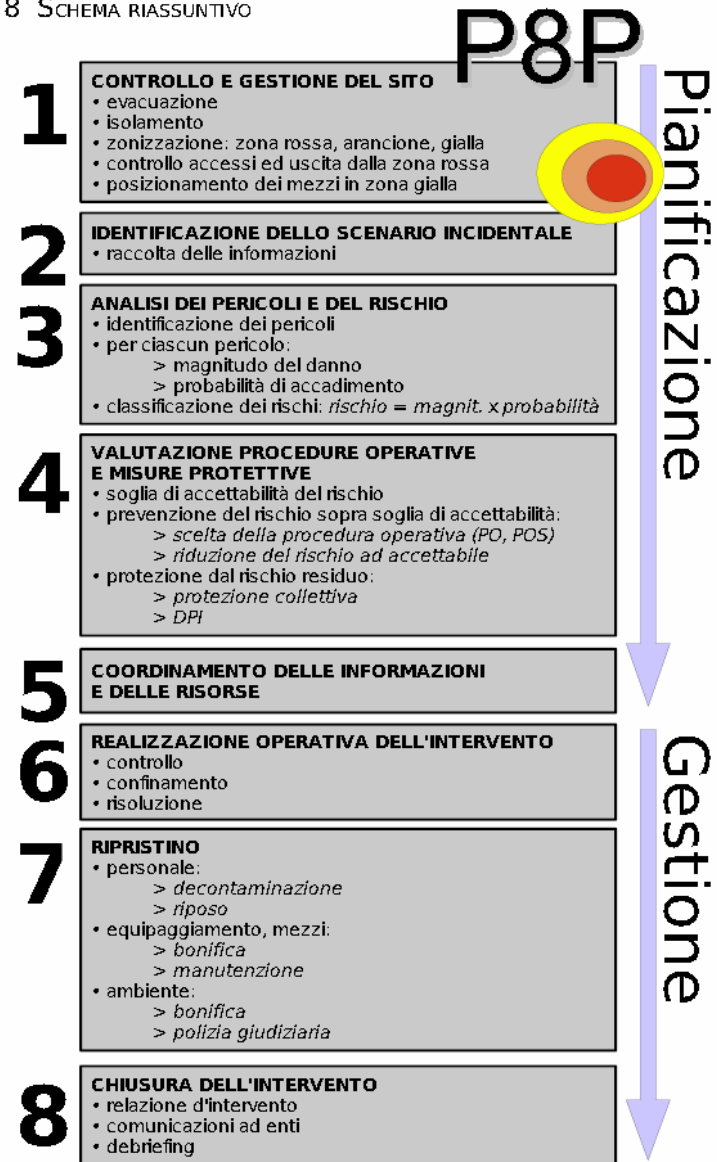 8 SCHEMA RIASSUNTIVO
P8P
1
CONTROLLO E GESTIONE DEL SITO
• evacuazione
• isolamento
• zonizzazione: zona rossa, arancione, gialla
• controllo accessi ed uscita dalla zona rossa
• posizionamento dei mezzi in zona gialla
2
IDENTIFICAZIONE DELLO SCENARIO INCIDENTALE
• raccolta delle informazioni
3
ANALISI DEI PERICOLI E DEL RISCHIO
• identificazione dei pericoli
• per ciascun pericolo:
> magnitudo del danno
> probabilità di accadimento
• classificazione dei rischi: rischio = magnit. x probabilità
4
VALUTAZIONE PROCEDURE OPERATIVE
E MISURE PROTETTIVE
• soglia di accettabilità del rischio
• prevenzione del rischio sopra soglia di accettabilità:
> scelta della procedura operativa (PO, POS)
> riduzione del rischio ad accettabile
• protezione dal rischio residuo:
> protezione collettiva
> DPI
5
COORDINAMENTO DELLE INFORMAZIONI
E DELLE RISORSE
Pianificazione
6
REALIZZAZIONE OPERATIVA DELL'INTERVENTO
• controllo
• confinamento
• risoluzione
7
RIPRISTINO
• personale:
> decontaminazione
> riposo
• equipaggiamento, mezzi:
> bonifica
> manutenzione
• ambiente:
> bonifica
> polizia giudiziaria
8
CHIUSURA DELL'INTERVENTO
• relazione d'intervento
• comunicazioni ad enti
• debriefing
Gestione